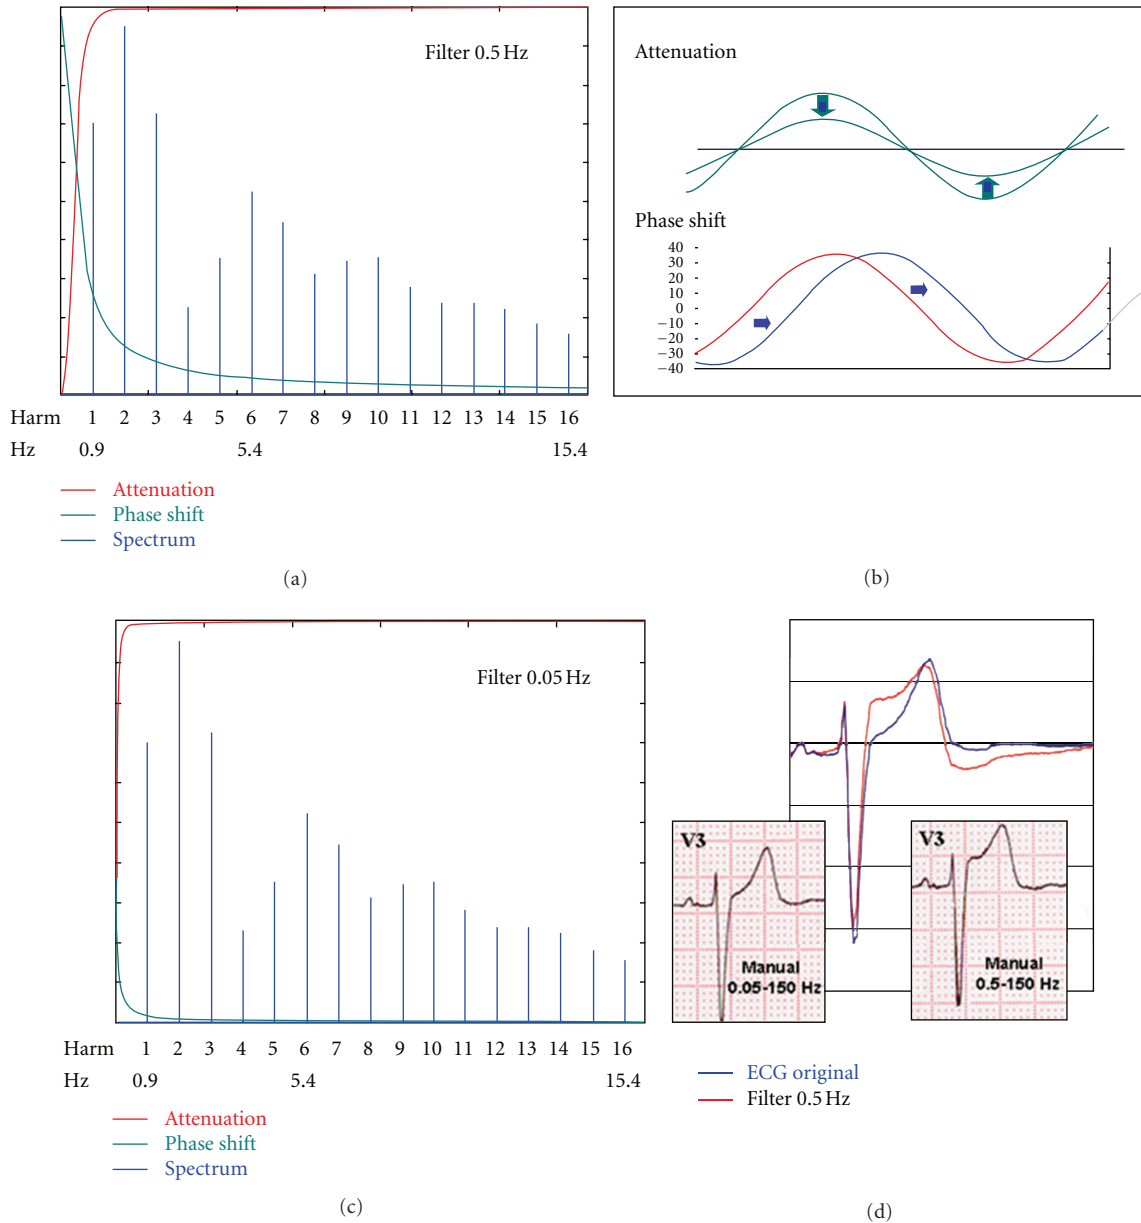 Filter 0.5 Hz
Harm 1 2 3 4 5 6 7 8 9 10 11 12 13 14 15 16
Hz 0.9 5.4 15.4
Attenuation
Phase shift
Spectrum
(a)
Attenuation
Phase shift
40
30
20
10
0
−10
−20
−30
−40
(b)
Filter 0.05 Hz
Harm 1 2 3 4 5 6 7 8 9 10 11 12 13 14 15 16
Hz 0.9 5.4 15.4
Attenuation
Phase shift
Spectrum
(c)
V3
Manual
0.05-150 Hz
V3
Manual
0.5-150 Hz
ECG original
Filter 0.5 Hz
(d)